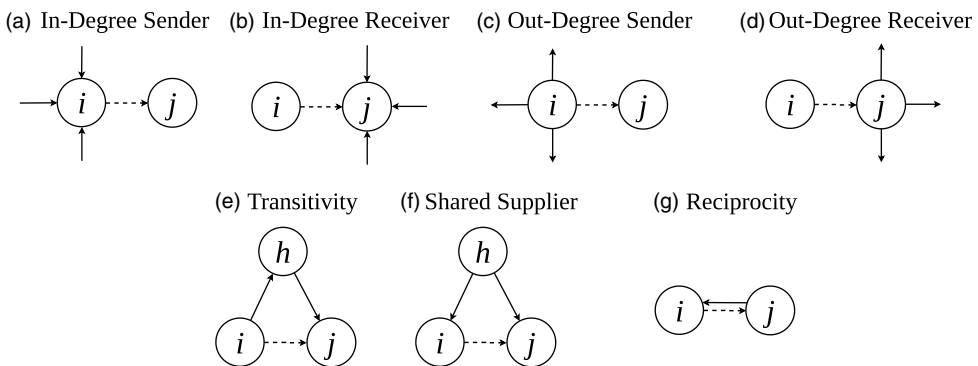 (a) In-Degree Sender
(b) In-Degree Receiver
(c) Out-Degree Sender
(d) Out-Degree Receiver
i j
i j
i j
i j
(e) Transitivity
(f) Shared Supplier
(g) Reciprocity
h
h
i j
i j
i j